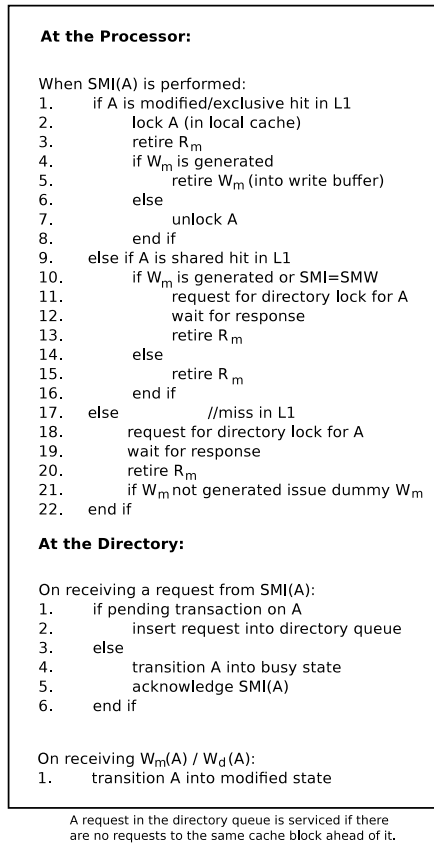 At the Processor:
When SMI(A) is performed:
1. if A is modified/exclusive hit in L1
2. lock A (in local cache)
3. retire Rm
4. if Wm is generated
5. retire Wm (into write buffer)
6. else
7. unlock A
8. end if
9. else if A is shared hit in L1
10. if Wm is generated or SMI=SMW
11. request for directory lock for A
12. wait for response
13. retire Rm
14. else
15. retire Rm
16. end if
17. else //miss in L1
18. request for directory lock for A
19. wait for response
20. retire Rm
21. if Wm not generated issue dummy Wm
22. end if
At the Directory:
On receiving a request from SMI(A):
1. if pending transaction on A
2. insert request into directory queue
3. else
4. transition A into busy state
5. acknowledge SMI(A)
6. end if
On receiving Wm(A) / Wd(A):
1. transition A into modified state
A request in the directory queue is serviced if there
are no requests to the same cache block ahead of it.